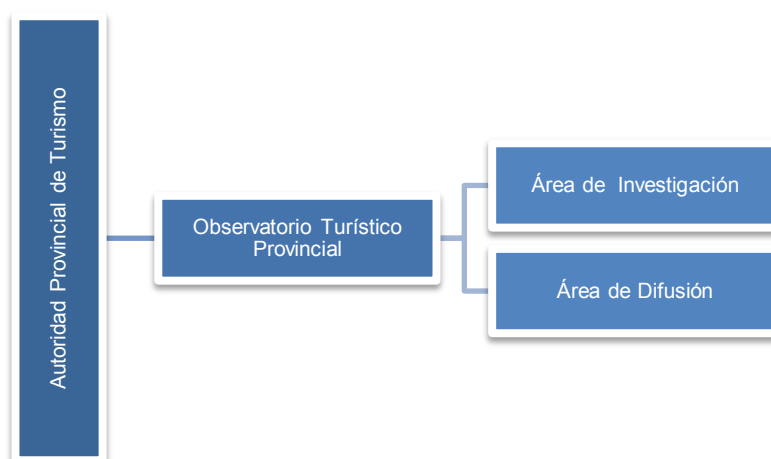 Autoridad Provincial de Turismo
Observatorio Turístico
Provincial
Área de Investigación
Área de Difusión